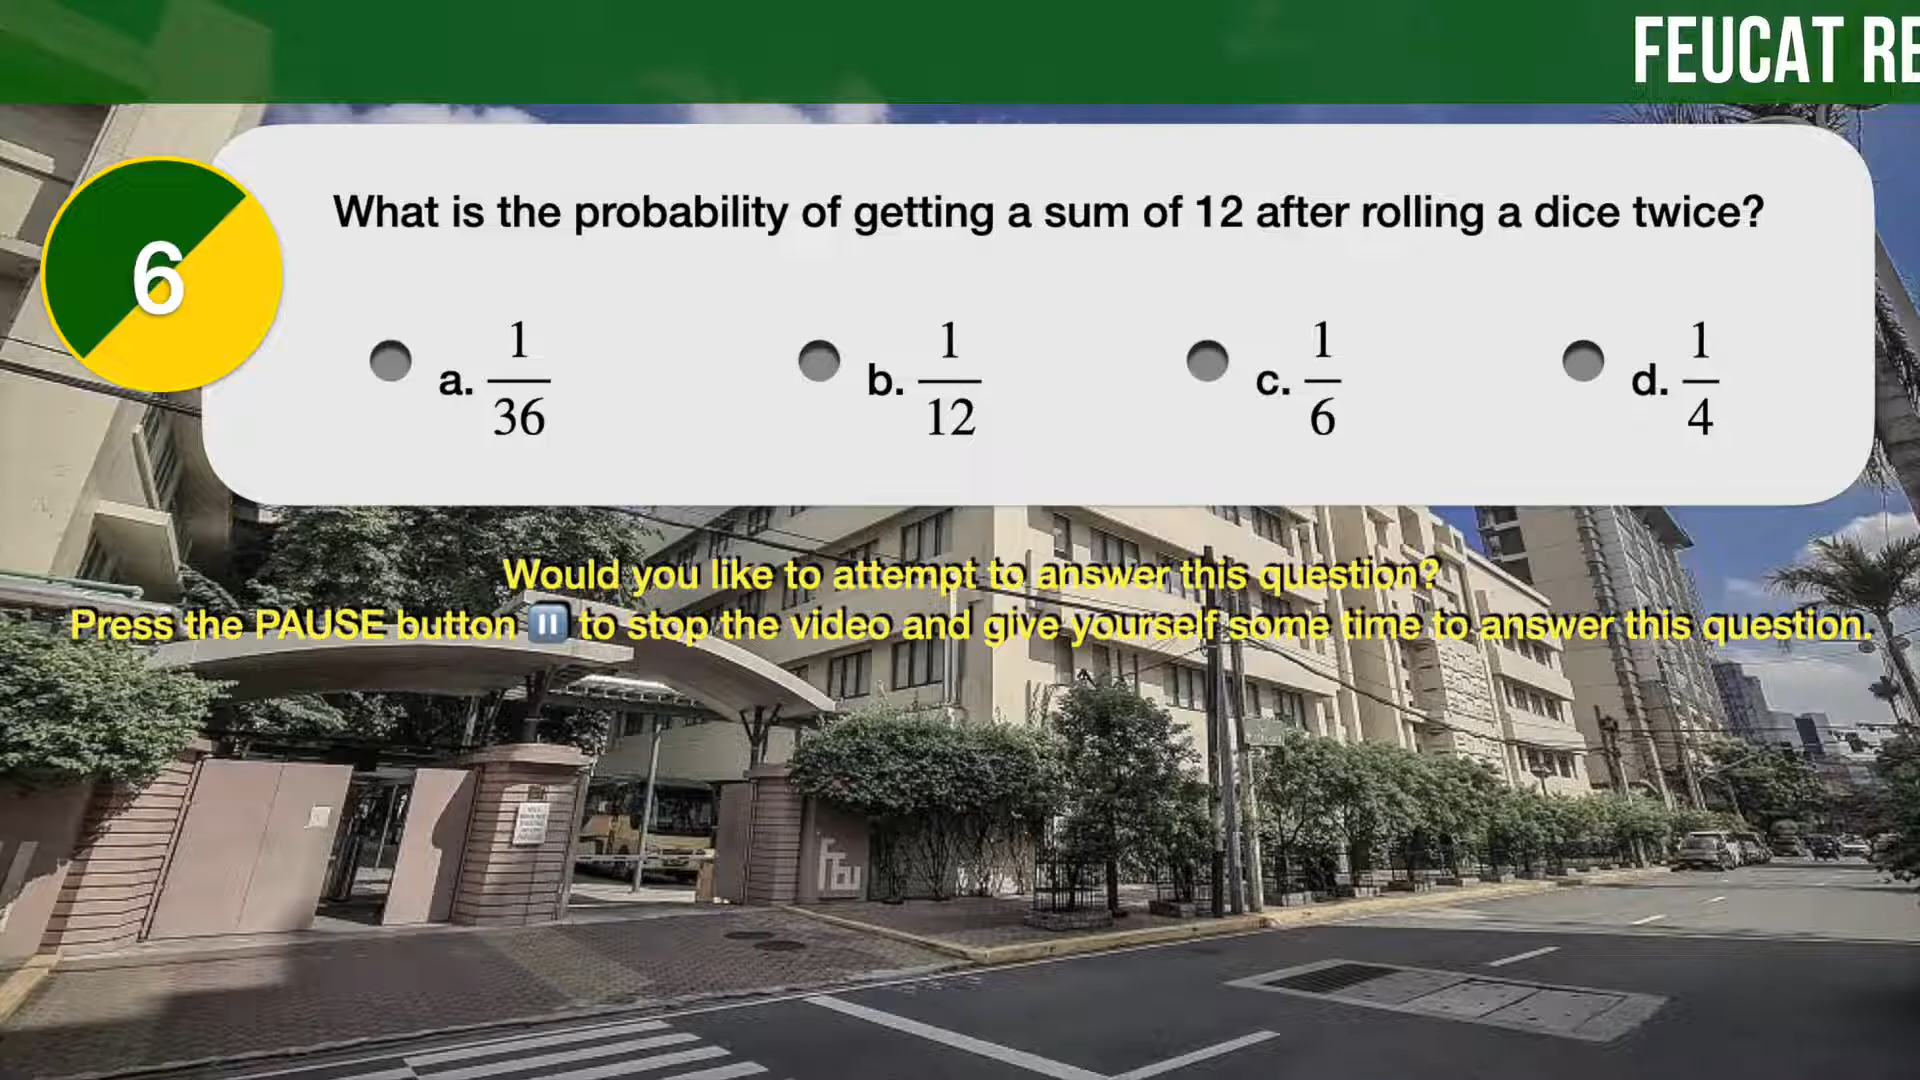 FEUCAT RE
6
What is the probability of getting a sum of 12 after rolling a dice twice?
a. 1/36
b. 1/12
c. 1/6
d. 1/4
Would you like to attempt to answer this question?
Press the PAUSE button ⏸ to stop the video and give yourself some time to answer this question.
feu